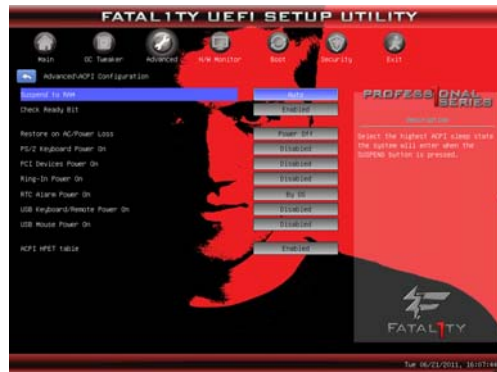 FATAL1TY UEFI SETUP UTILITY
Main OC Tweaker Advanced H/W Monitor Boot Security Exit
Advanced\ACPI Configuration
Suspend to RAM Auto
Check Ready Bit Enabled
Restore on AC/Power Loss Power Off
PS/2 Keyboard Power On Disabled
PCI Devices Power On Disabled
Ring-In Power On Disabled
RTC Alarm Power On By OS
USB Keyboard/Remote Power On Disabled
USB Mouse Power On Disabled
ACPI HPET table Enabled
PROFESSIONAL
SERIES
Description
Select the highest ACPI sleep state
the system will enter when the
SUSPEND button is pressed.
FATAL1TY
Tue 06/21/2011, 16:07:44